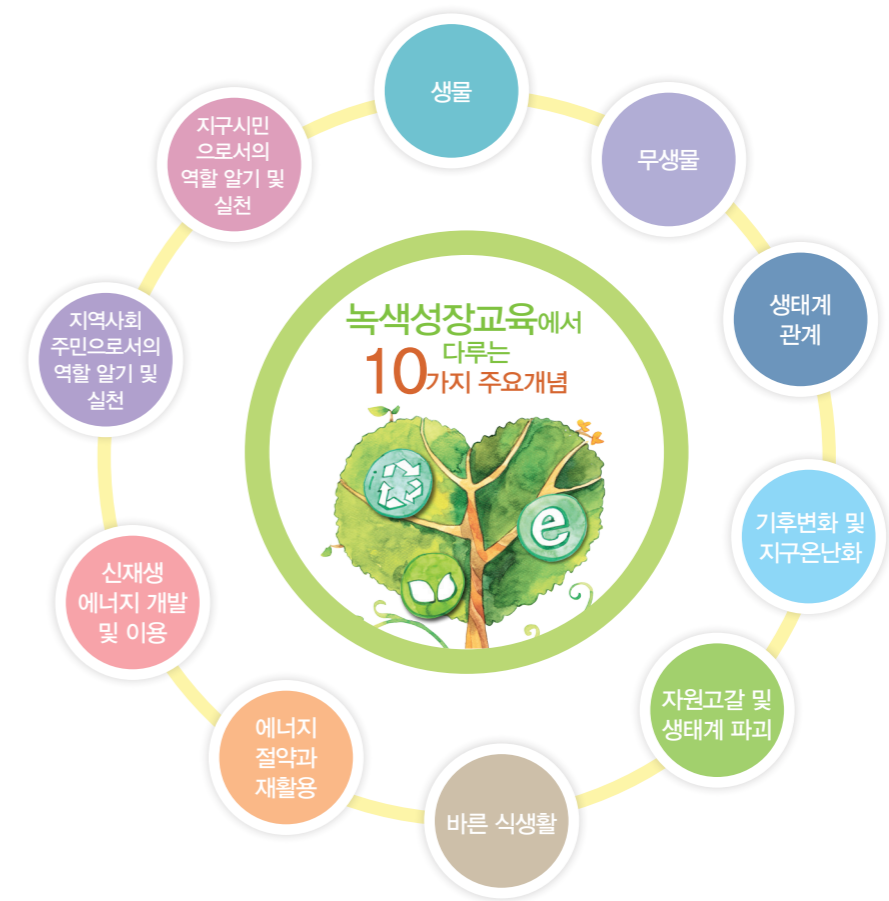 녹색성장교육에서
다루는
10가지 주요개념
생물
무생물
생태계
관계
기후변화 및
지구온난화
자원고갈 및
생태계 파괴
바른 식생활
에너지
절약과
재활용
신재생
에너지 개발
및 이용
지역사회
주민으로서의
역할 알기 및
실천
지구시민
으로서의
역할 알기 및
실천
e